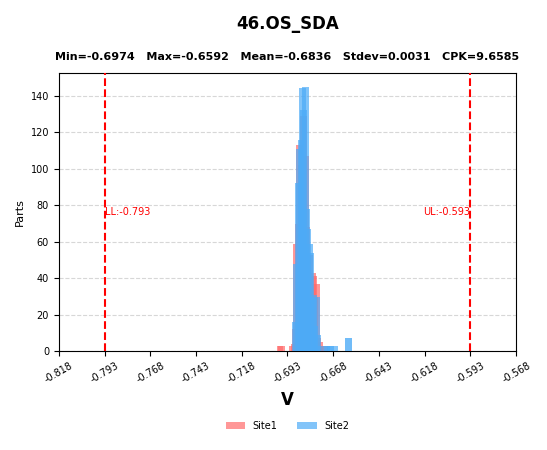 46.OS_SDA
Min=-0.6974 Max=-0.6592 Mean=-0.6836 Stdev=0.0031 CPK=9.6585
140
120
100
80
60
40
20
0
Parts
LL:-0.793
UL:-0.593
-0.818 -0.793 -0.768 -0.743 -0.718 -0.693 -0.668 -0.643 -0.618 -0.593 -0.568
V
Site1 Site2